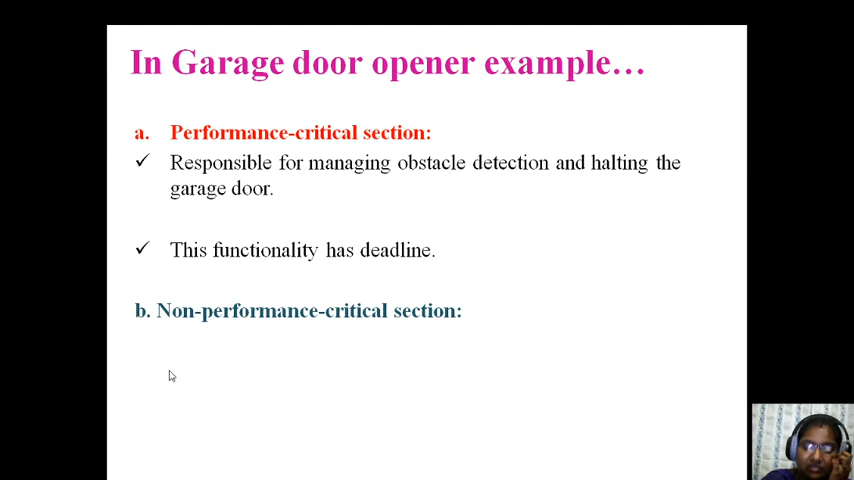 In Garage door opener example…
a. Performance-critical section:
✓ Responsible for managing obstacle detection and halting the
garage door.
✓ This functionality has deadline.
b. Non-performance-critical section: